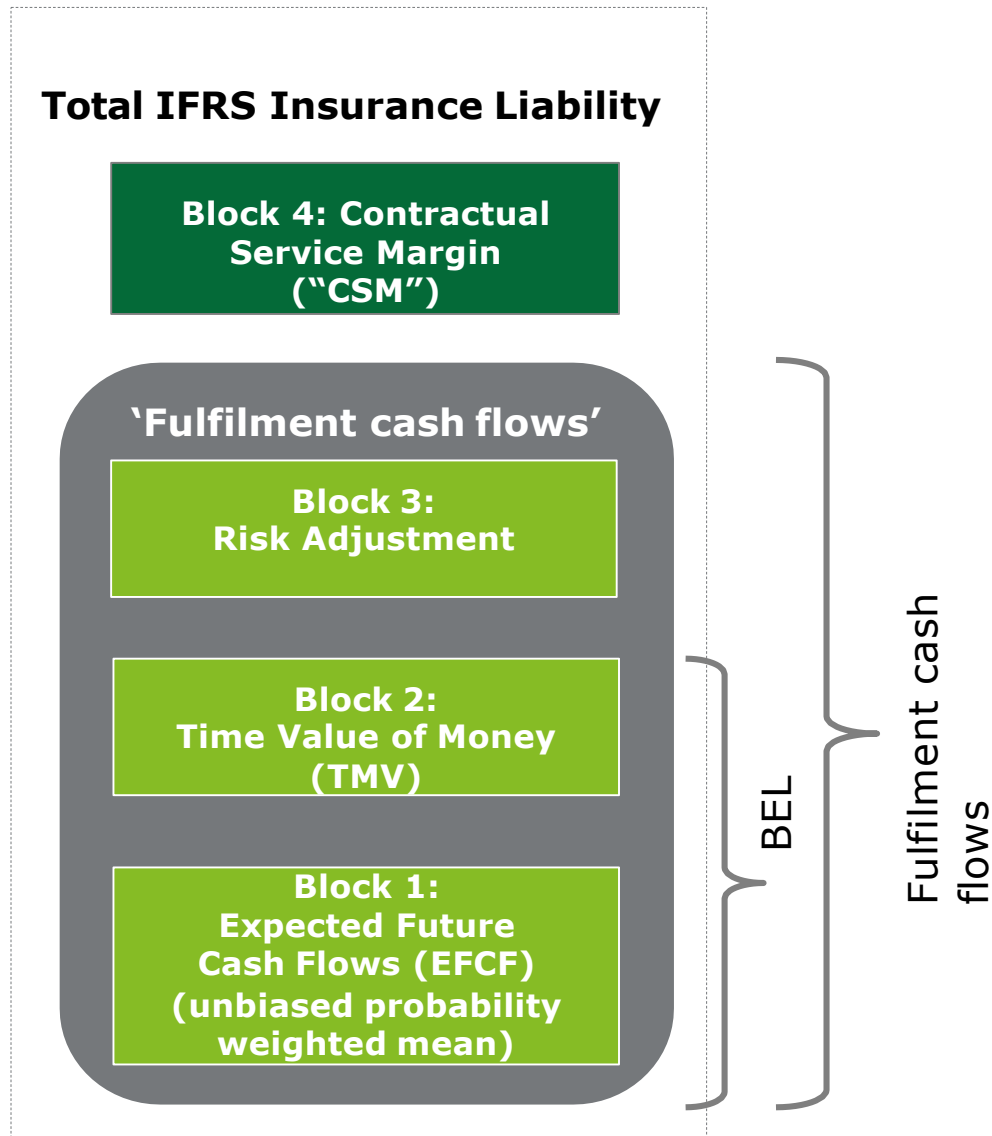 Total IFRS Insurance Liability
Block 4: Contractual
Service Margin
(“CSM”)
‘Fulfilment cash flows’
Block 3:
Risk Adjustment
Block 2:
Time Value of Money
(TMV)
Block 1:
Expected Future
Cash Flows (EFCF)
(unbiased probability
weighted mean)
BEL
Fulfilment cash
flows